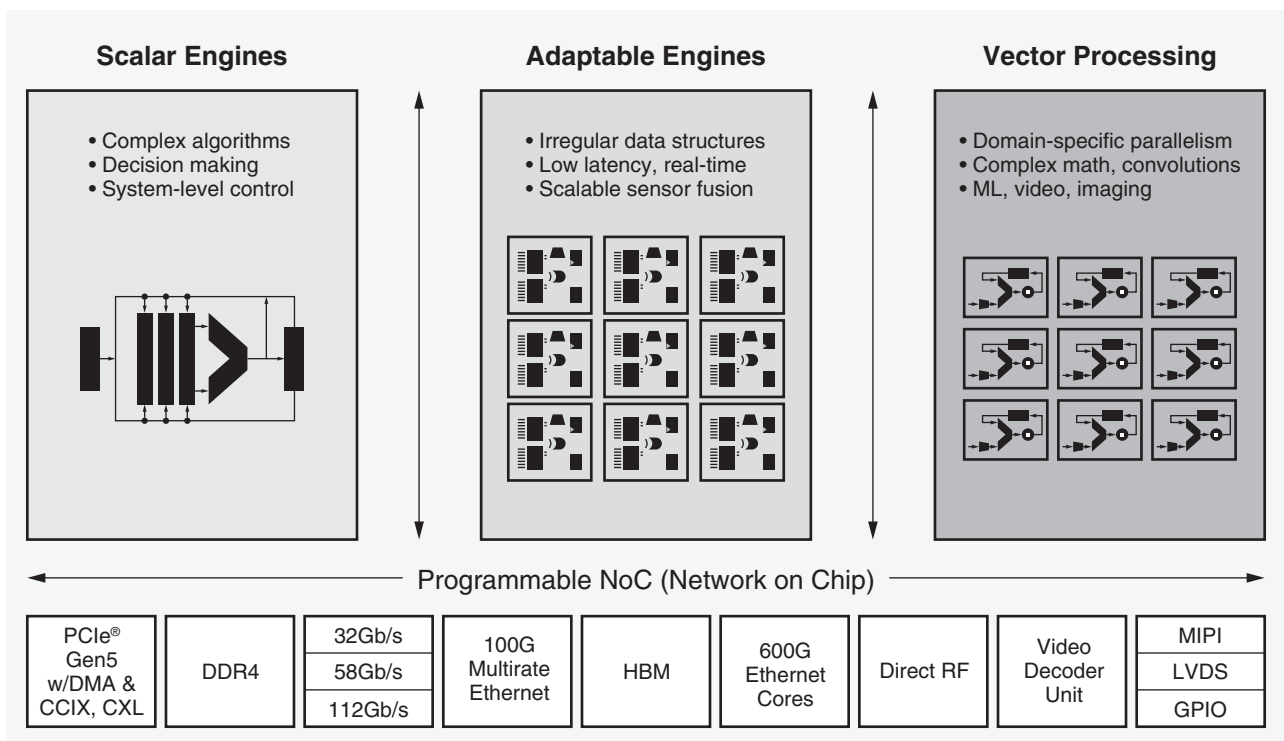 Scalar Engines
• Complex algorithms
• Decision making
• System-level control
Adaptable Engines
• Irregular data structures
• Low latency, real-time
• Scalable sensor fusion
Vector Processing
• Domain-specific parallelism
• Complex math, convolutions
• ML, video, imaging
Programmable NoC (Network on Chip)
PCIe®
Gen5
w/DMA &
CCIX, CXL
DDR4
32Gb/s
58Gb/s
112Gb/s
100G
Multirate
Ethernet
HBM
600G
Ethernet
Cores
Direct RF
Video
Decoder
Unit
MIPI
LVDS
GPIO